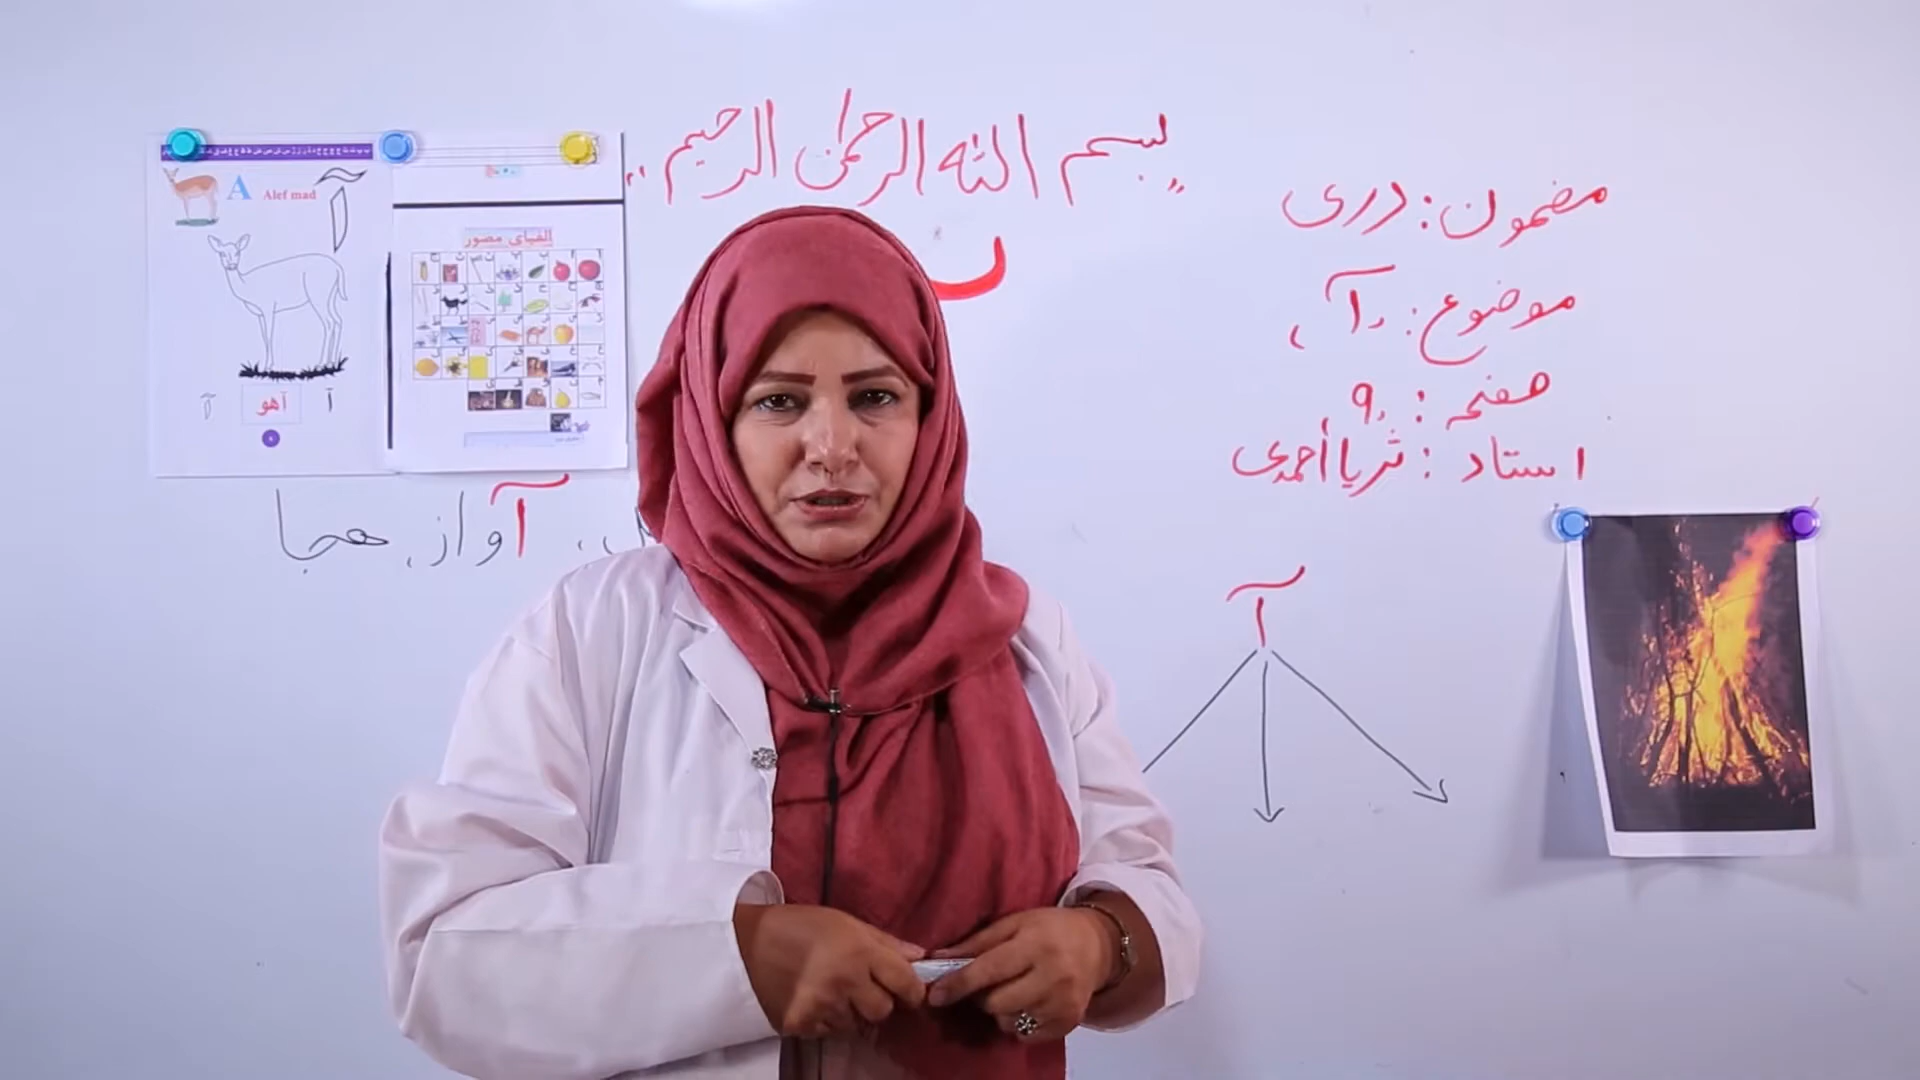 بسم الله الرحمن الرحیم
مضمون: دری
موضوع: آ
صفحه: ۹
استاد: ثریا احمدی
آواز، هجا
آ
A Alef mad آ
آهو
آ آ
الفبای مصور